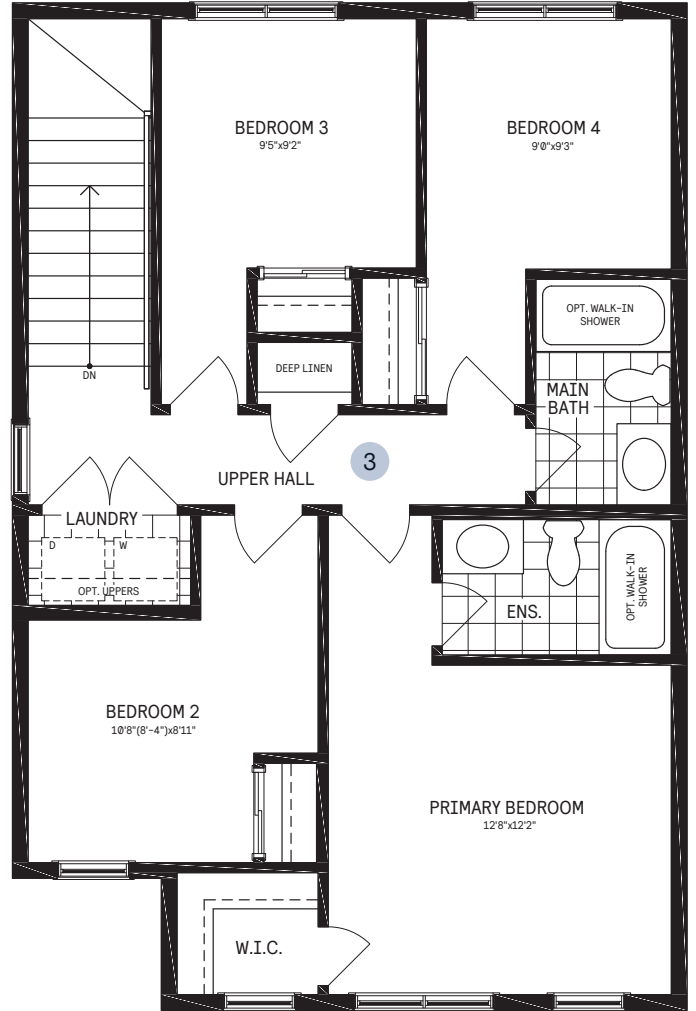 BEDROOM 3
9'5"x9'2"
BEDROOM 4
9'0"x9'3"
OPT. WALK-IN
SHOWER
DEEP LINEN
DN
MAIN
BATH
3
UPPER HALL
LAUNDRY
D
W
OPT. UPPERS
ENS.
OPT. WALK-IN
SHOWER
BEDROOM 2
10'8"(8'-4")x8'11"
PRIMARY BEDROOM
12'8"x12'2"
W.I.C.